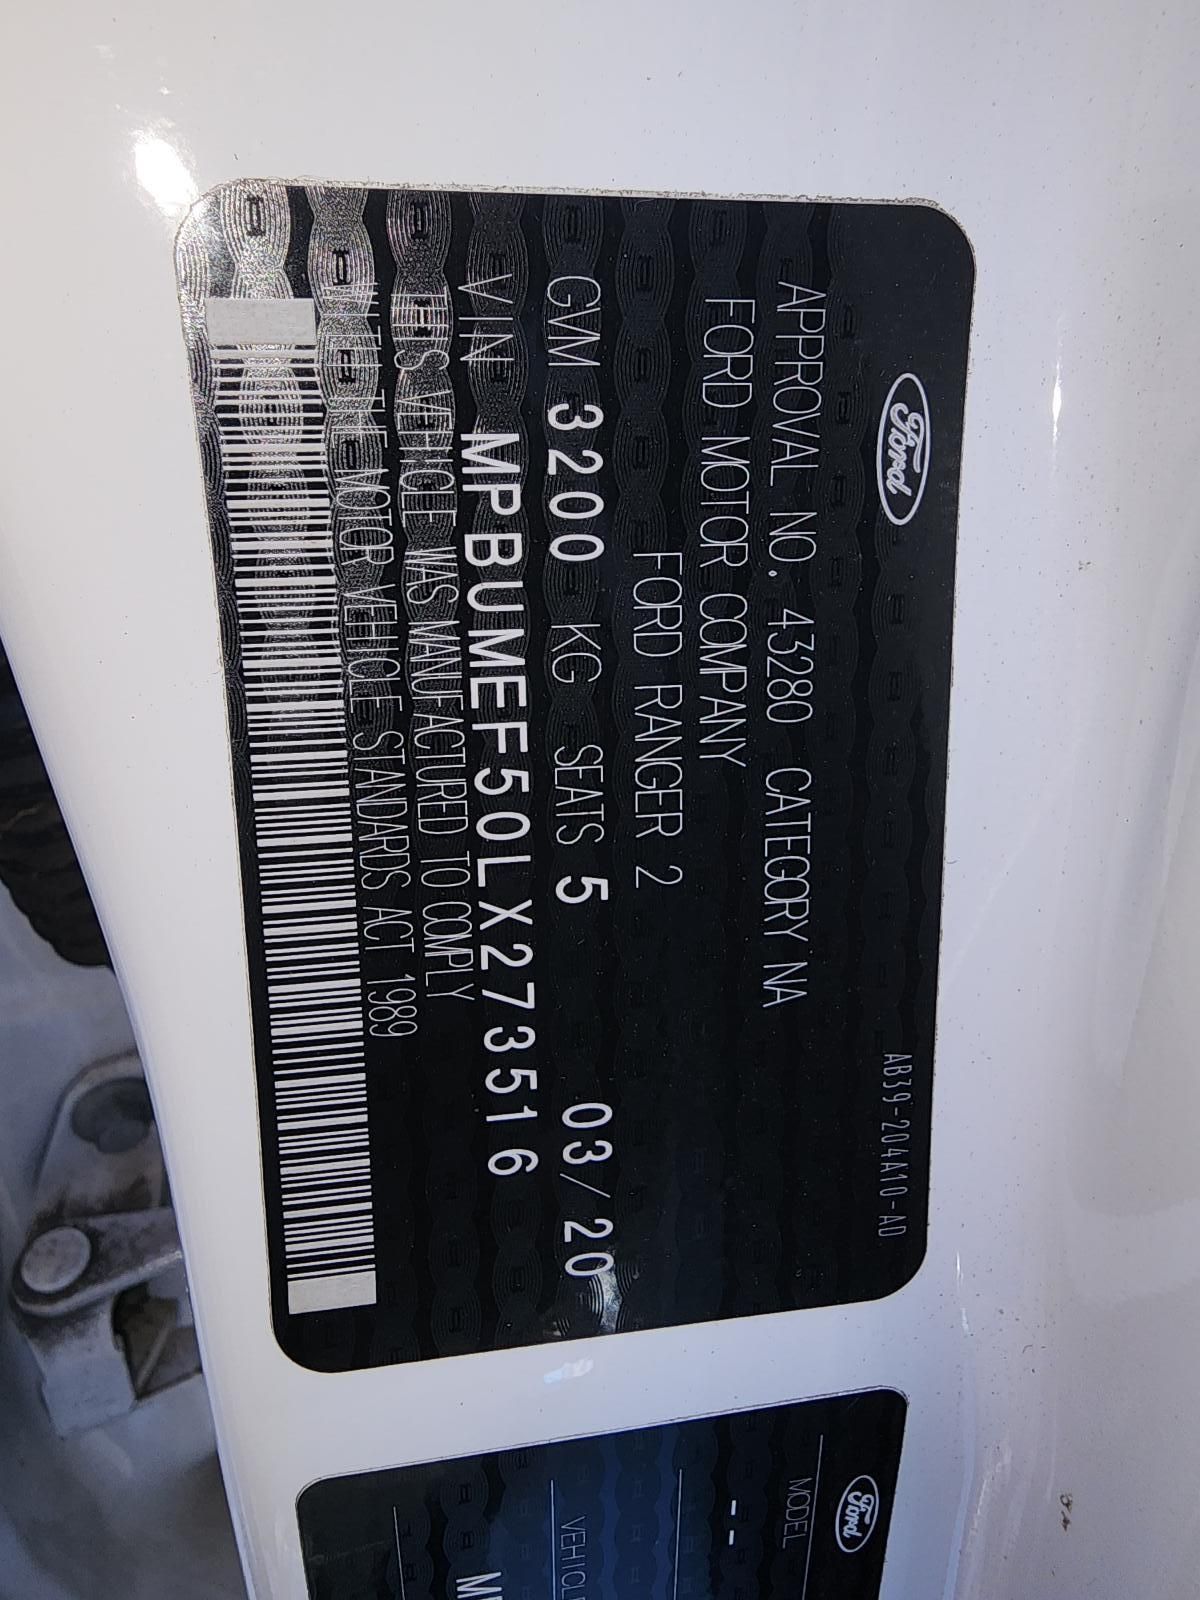 Ford
AB39-204A10-AD
APPROVAL NO. 43280 CATEGORY NA
FORD MOTOR COMPANY
FORD RANGER 2
GVM 3200 KG SEATS 5 03/20
VIN MPBUMEF50LX273516
THIS VEHICLE WAS MANUFACTURED TO COMPLY
WITH THE MOTOR VEHICLE STANDARDS ACT 1989
Ford
MODEL
--